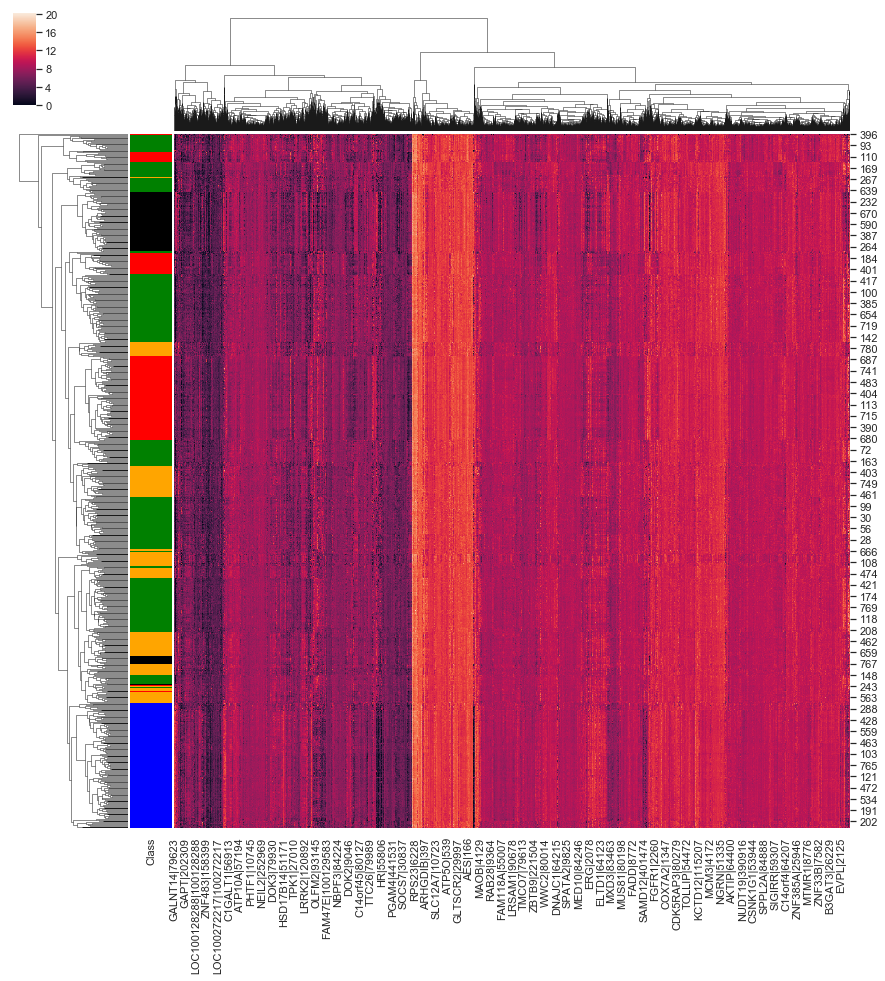 20
16
12
8
4
0
396
93
110
169
267
639
232
670
590
387
264
184
401
417
100
385
654
719
142
780
687
741
483
404
113
715
390
680
72
163
403
749
461
99
30
56
28
666
108
474
421
174
769
118
208
462
659
767
148
243
563
288
428
559
463
103
765
121
472
534
191
202
Class
GALNT14|79623
GAPT|202309
LOC100128288|100128288
ZNF483|158399
LOC100272217|100272217
C1GALT1|56913
ATP10A|57194
PHTF1|10745
NEIL2|252969
DOK3|79930
HSD17B14|51171
TPK1|27010
LRRK2|120892
OLFM2|93145
FAM47E|100129583
NBPF3|84224
DOK2|9046
C14orf45|80127
TTC26|79989
HR|55806
PGAM4|441531
SOCS7|30837
RPS23|6228
ARHGDIB|397
SLC12A7|10723
ATP5O|539
GLTSCR2|29997
AES|166
MAOB|4129
RAB28|9364
FAM118A|55007
LRSAM1|90678
TMCO7|79613
ZBTB9|221504
WWC2|80014
DNAJC1|64215
SPATA2|9825
MED10|84246
ERG|2078
ELTD1|64123
MXD3|83463
MUS81|80198
FADD|8772
SAMD12|401474
FGFR1|2260
COX7A2|1347
CDK5RAP3|80279
TOLLIP|54472
KCTD12|115207
MCM3|4172
NGRN|51335
AKTIP|64400
NUDT19|390916
CSNK1G1|53944
SPPL2A|84888
SIGIRR|59307
C14orf4|64207
ZNF385A|25946
MTMR1|8776
ZNF33B|7582
B3GAT3|26229
EVPL|2125